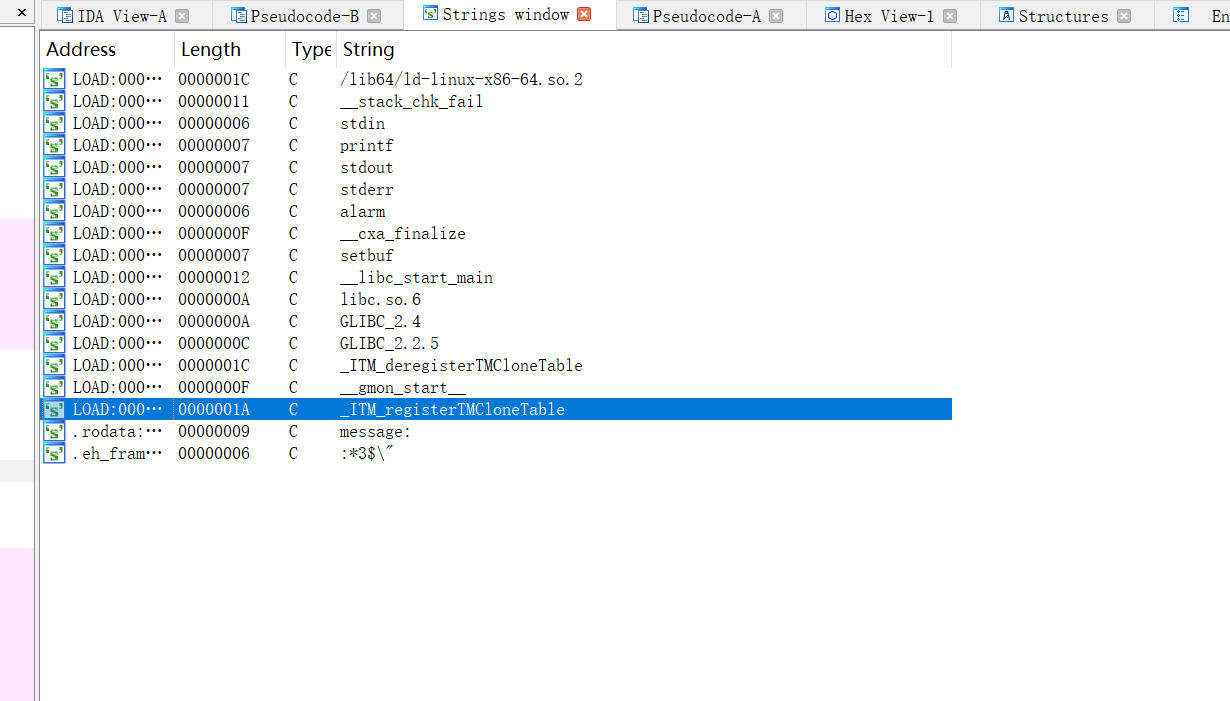 × IDA View-A Pseudocode-B Strings window Pseudocode-A Hex View-1 Structures En
Address Length Type String
's' LOAD:000··· 0000001C C /lib64/ld-linux-x86-64.so.2
's' LOAD:000··· 00000011 C __stack_chk_fail
's' LOAD:000··· 00000006 C stdin
's' LOAD:000··· 00000007 C printf
's' LOAD:000··· 00000007 C stdout
's' LOAD:000··· 00000007 C stderr
's' LOAD:000··· 00000006 C alarm
's' LOAD:000··· 0000000F C __cxa_finalize
's' LOAD:000··· 00000007 C setbuf
's' LOAD:000··· 00000012 C __libc_start_main
's' LOAD:000··· 0000000A C libc.so.6
's' LOAD:000··· 0000000A C GLIBC_2.4
's' LOAD:000··· 0000000C C GLIBC_2.2.5
's' LOAD:000··· 0000001C C _ITM_deregisterTMCloneTable
's' LOAD:000··· 0000000F C __gmon_start__
's' LOAD:000··· 0000001A C _ITM_registerTMCloneTable
's' .rodata:··· 00000009 C message:
's' .eh_fram··· 00000006 C :*3$\"